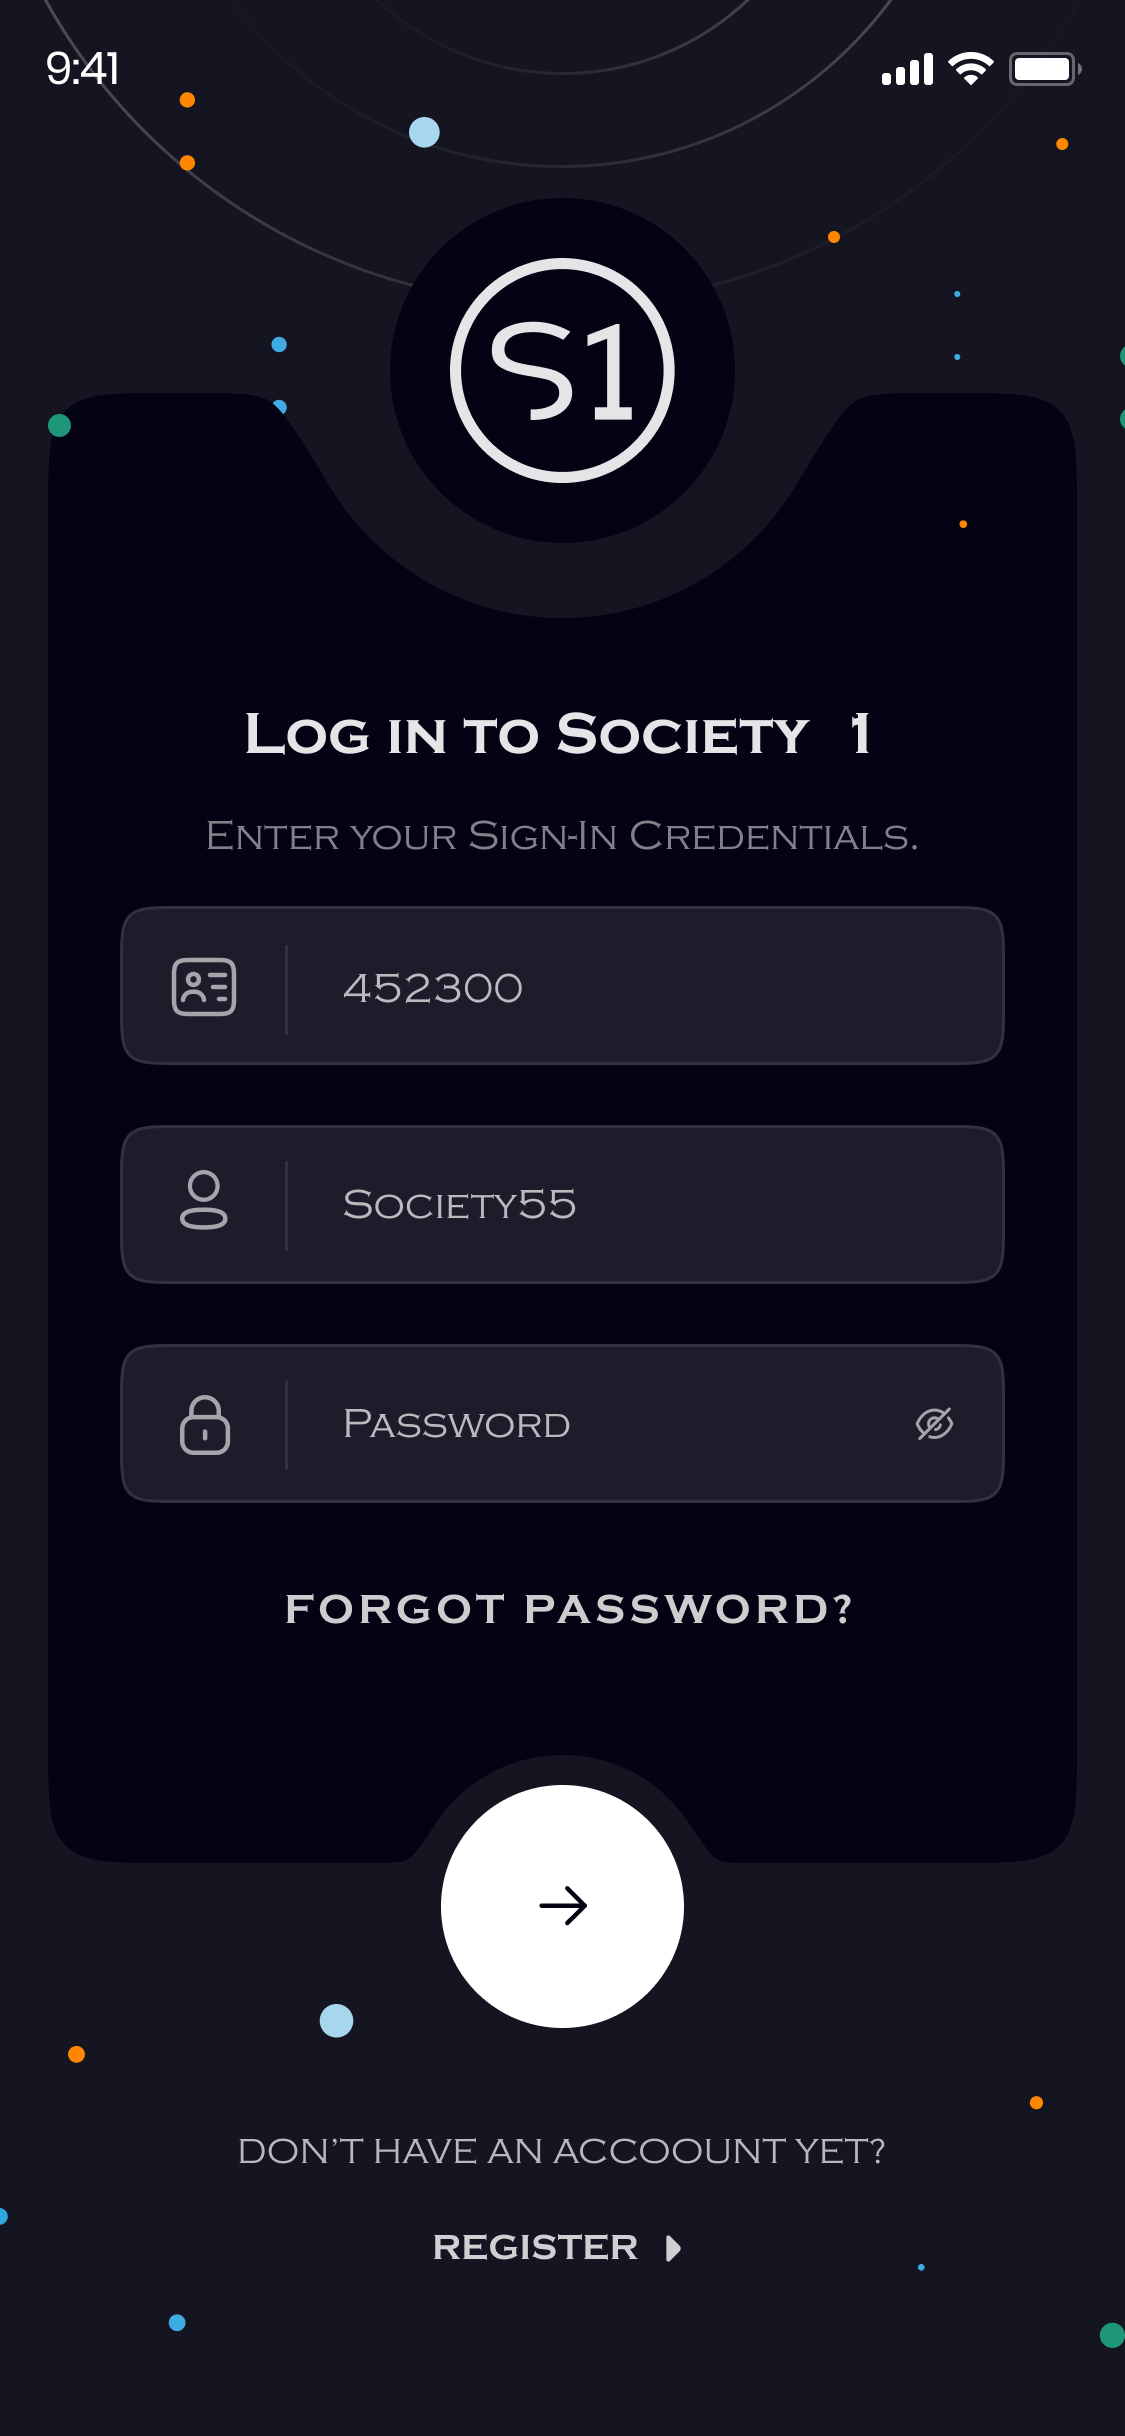 9:41
S1
Log in to Society 1
Enter your Sign-In Credentials.
452300
Society55
Password
FORGOT PASSWORD?
DON'T HAVE AN ACCOOUNT YET?
REGISTER